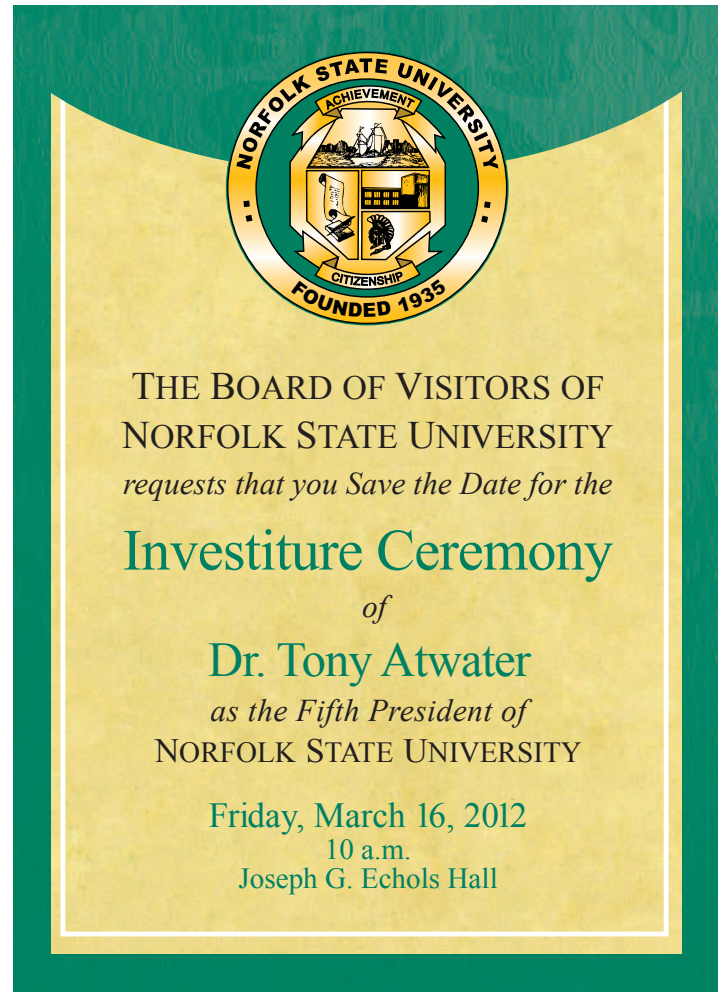 NORFOLK STATE UNIVERSITY
ACHIEVEMENT
CITIZENSHIP
FOUNDED 1935
THE BOARD OF VISITORS OF
NORFOLK STATE UNIVERSITY
requests that you Save the Date for the
Investiture Ceremony
of
Dr. Tony Atwater
as the Fifth President of
NORFOLK STATE UNIVERSITY
Friday, March 16, 2012
10 a.m.
Joseph G. Echols Hall